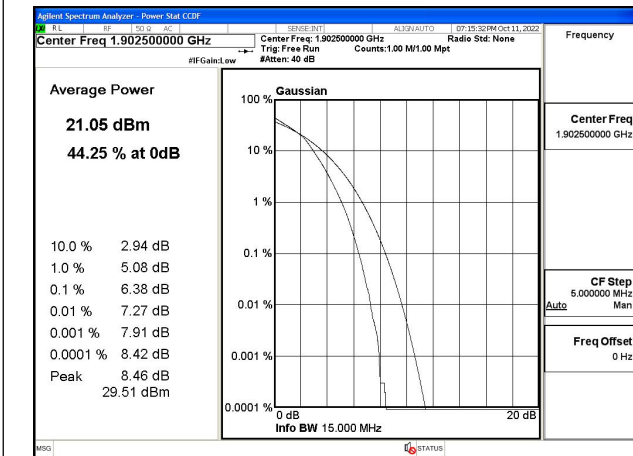 Agilent Spectrum Analyzer - Power Stat CCDF
RL RF 50 Ω AC SENSE:INT ALIGNAUTO 07:15:32PM Oct 11, 2022
Center Freq 1.902500000 GHz
Center Freq: 1.902500000 GHz Radio Std: None
Trig: Free Run Counts:1.00 M/1.00 Mpt
#IFGain:Low #Atten: 40 dB
Frequency
Average Power
21.05 dBm
44.25 % at 0dB
10.0 % 2.94 dB
1.0 % 5.08 dB
0.1 % 6.38 dB
0.01 % 7.27 dB
0.001 % 7.91 dB
0.0001 % 8.42 dB
Peak 8.46 dB
29.51 dBm
Gaussian
100 %
10 %
1 %
0.1 %
0.01 %
0.001 %
0.0001 %
0 dB 20 dB
Info BW 15.000 MHz
Center Freq
1.902500000 GHz
CF Step
5.000000 MHz
Auto Man
Freq Offset
0 Hz
MSG STATUS